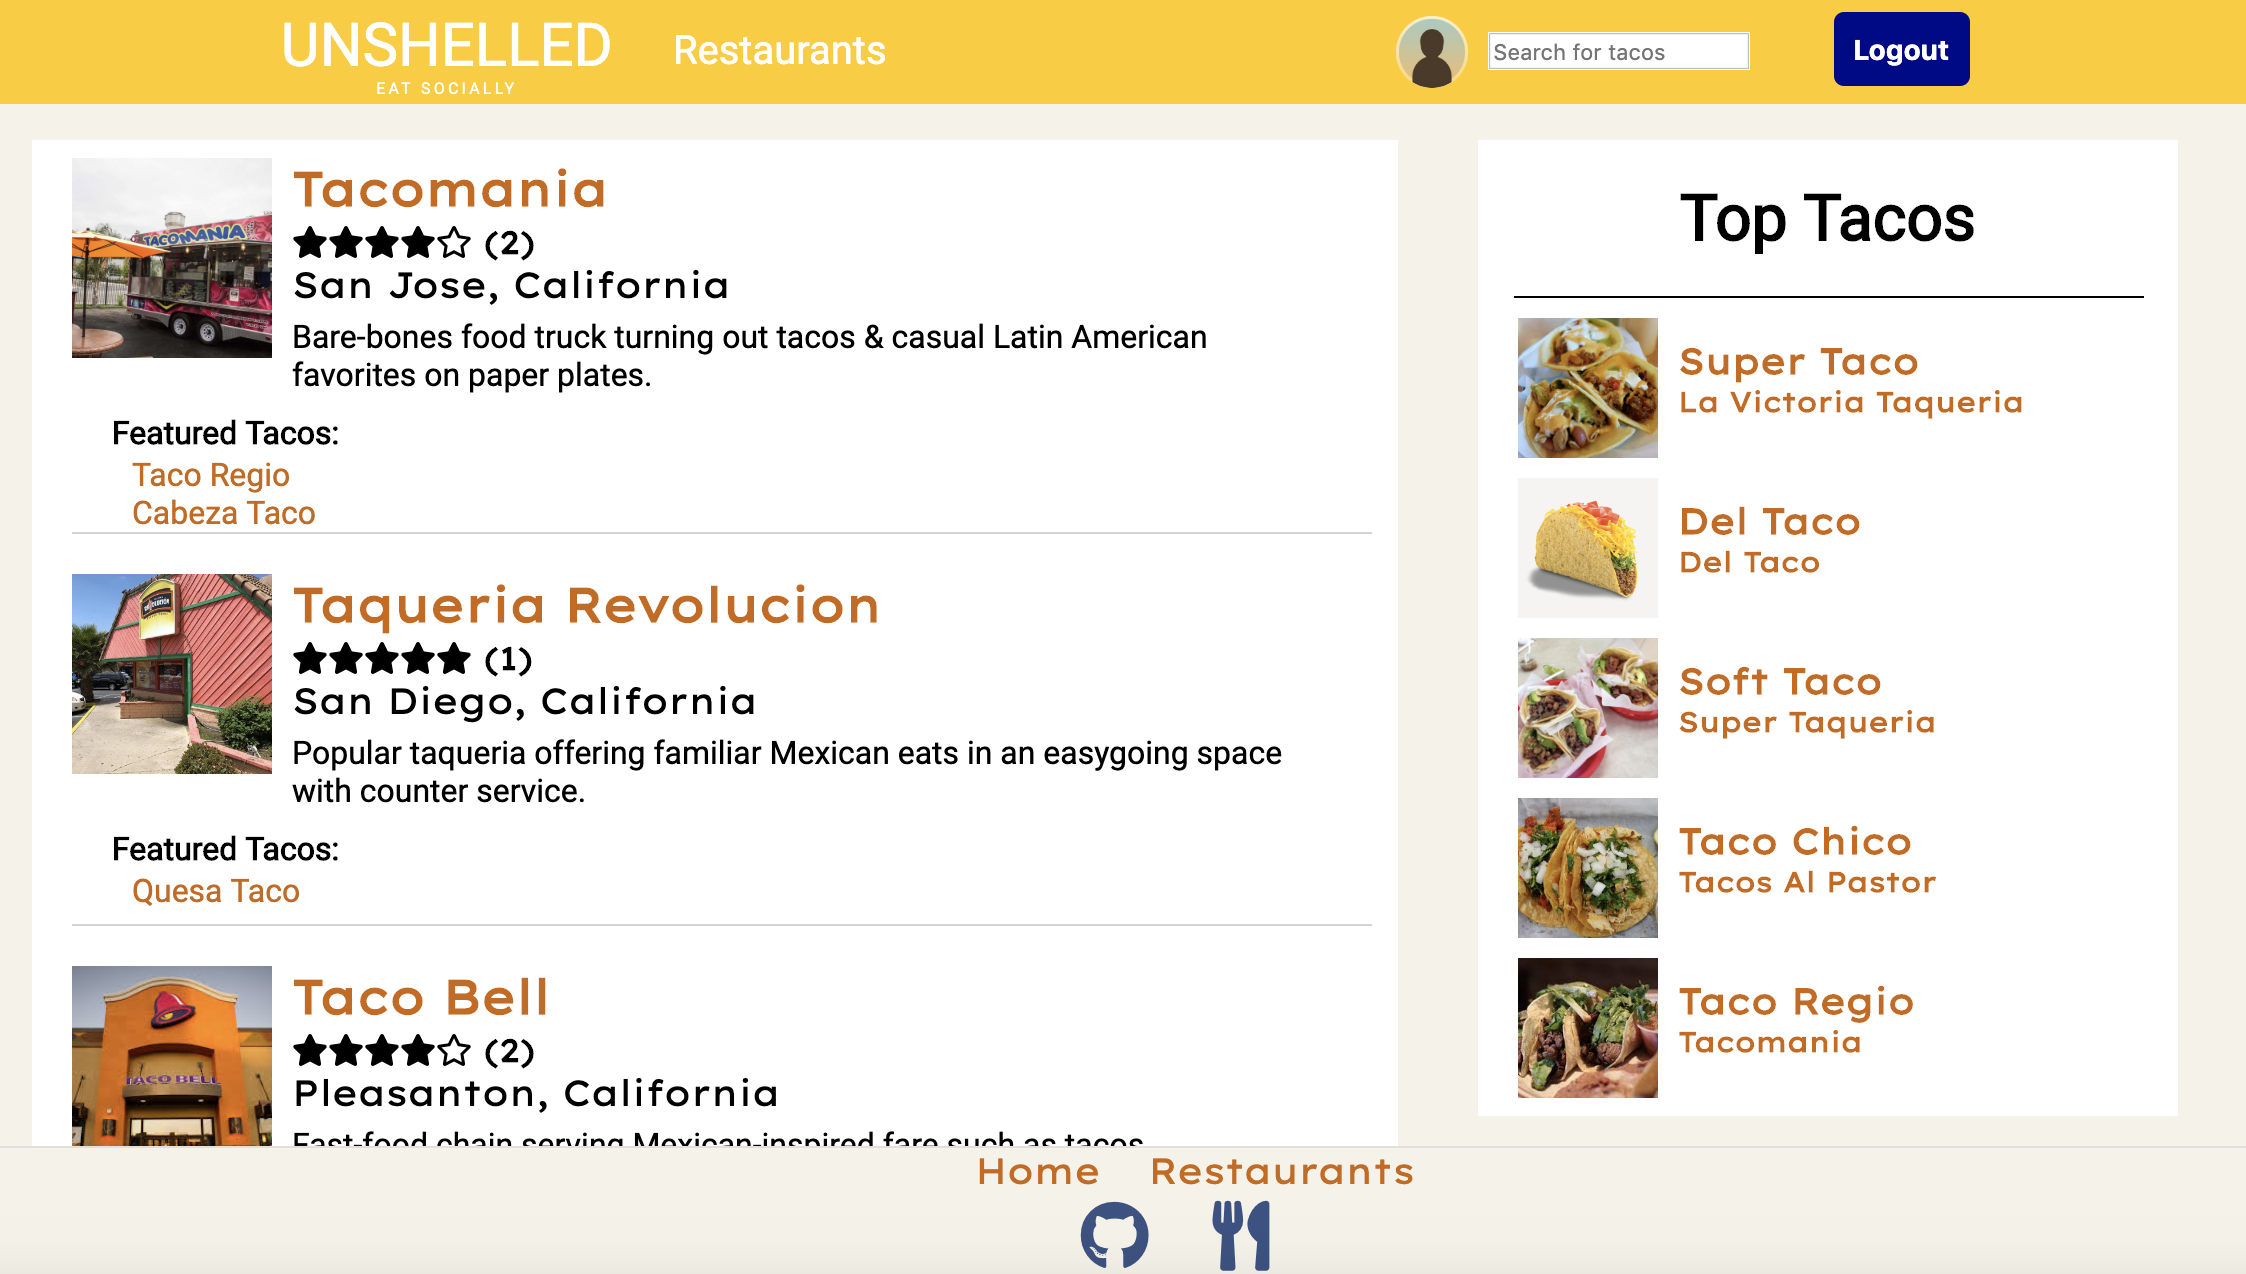 UNSHELLED
EAT SOCIALLY
Restaurants
Search for tacos
Logout
TACOMANIA
Tacomania
(2)
San Jose, California
Bare-bones food truck turning out tacos & casual Latin American
favorites on paper plates.
Featured Tacos:
Taco Regio
Cabeza Taco
Taqueria Revolucion
(1)
San Diego, California
Popular taqueria offering familiar Mexican eats in an easygoing space
with counter service.
Featured Tacos:
Quesa Taco
TACO BELL
Taco Bell
(2)
Pleasanton, California
Fast-food chain serving Mexican-inspired fare such as tacos,
Top Tacos
Super Taco
La Victoria Taqueria
Del Taco
Del Taco
Soft Taco
Super Taqueria
Taco Chico
Tacos Al Pastor
Taco Regio
Tacomania
Home Restaurants